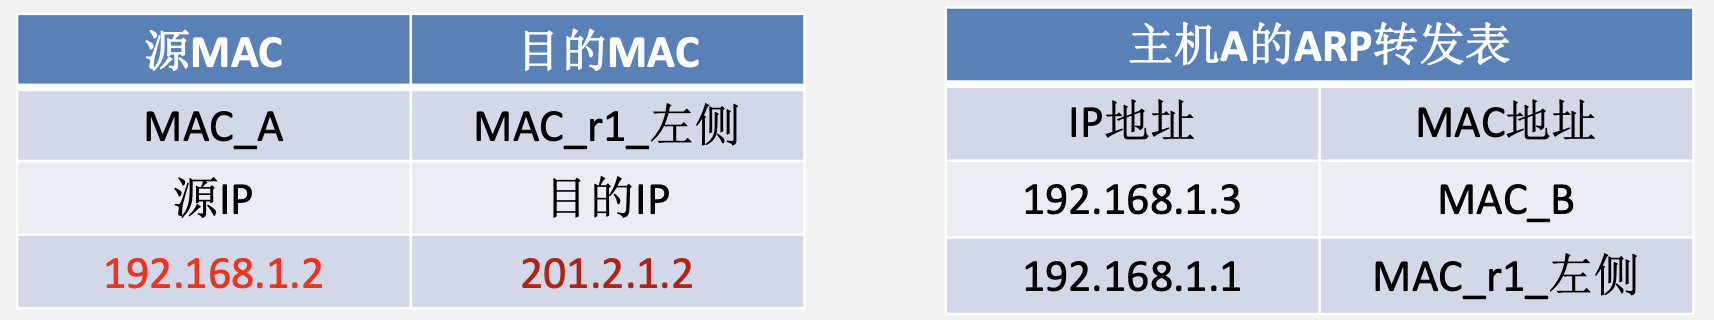 源MAC 目的MAC
MAC_A MAC_r1_左侧
源IP 目的IP
192.168.1.2 201.2.1.2
主机A的ARP转发表
IP地址 MAC地址
192.168.1.3 MAC_B
192.168.1.1 MAC_r1_左侧